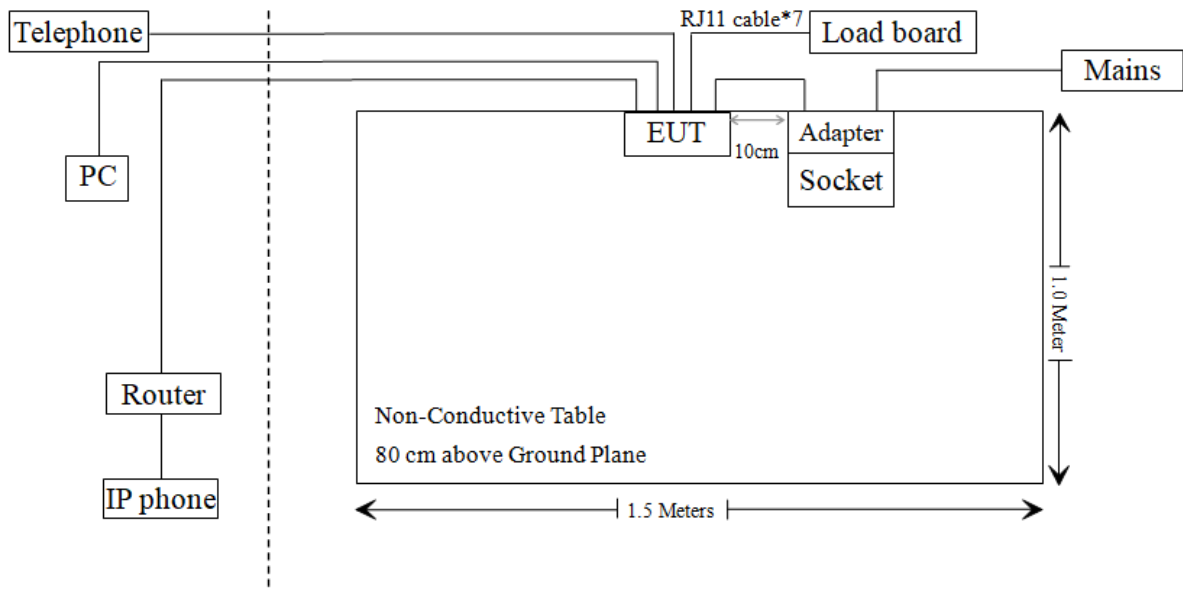 Telephone
RJ11 cable*7
Load board
Mains
EUT
10cm
Adapter
Socket
PC
1.0 Meter
Router
IP phone
Non-Conductive Table
80 cm above Ground Plane
1.5 Meters